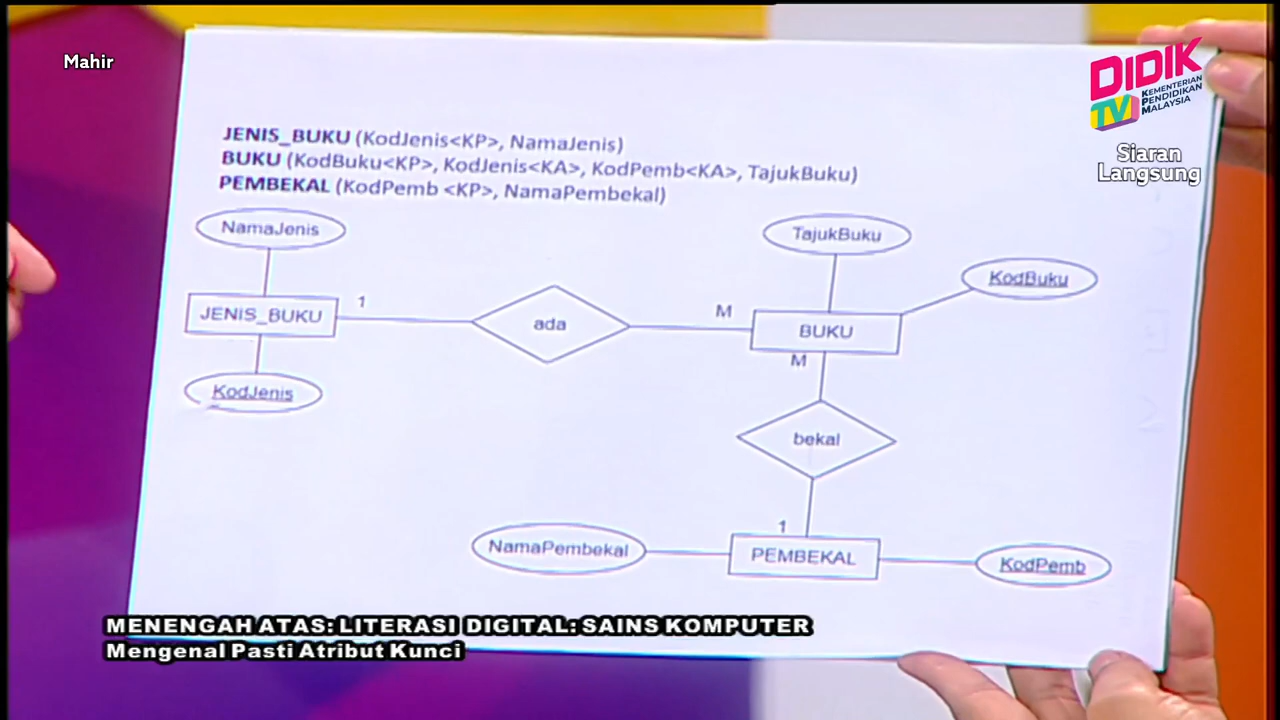 Mahir
DIDIK
TV
KEMENTERIAN
PENDIDIKAN
MALAYSIA
Siaran
Langsung
JENIS_BUKU (KodJenis<KP>, NamaJenis)
BUKU (KodBuku<KP>, KodJenis<KA>, KodPemb<KA>, TajukBuku)
PEMBEKAL (KodPemb <KP>, NamaPembekal)
NamaJenis
TajukBuku
KodBuku
JENIS_BUKU
1
ada
M
BUKU
M
KodJenis
bekal
1
NamaPembekal
PEMBEKAL
KodPemb
MENENGAH ATAS: LITERASI DIGITAL: SAINS KOMPUTER
Mengenal Pasti Atribut Kunci